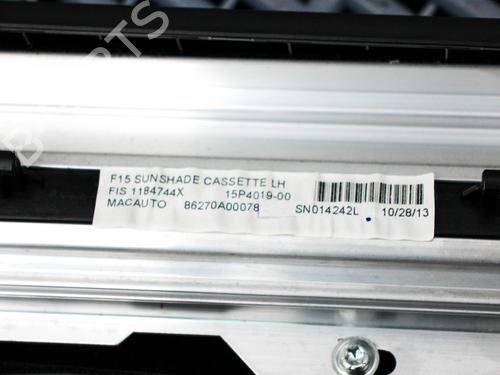 F15 SUNSHADE CASSETTE LH
FIS 1184744X 15P4019-00
MACAUTO 86270A00078 SN014242L 10/28/13